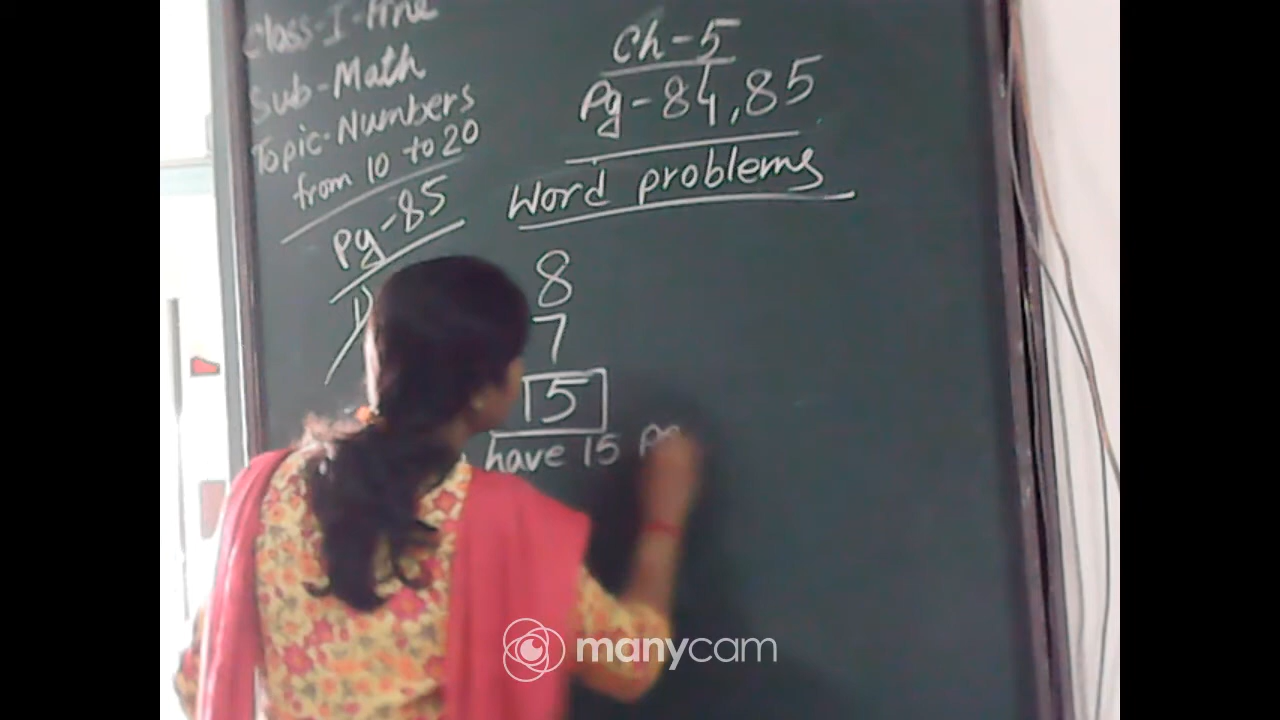 Class-I-Fine
Sub-Math
Topic-Numbers
from 10 to 20
Pg-85
1)
Ch-5
Pg-84,85
Word problems
8
7
15
have 15
manycam